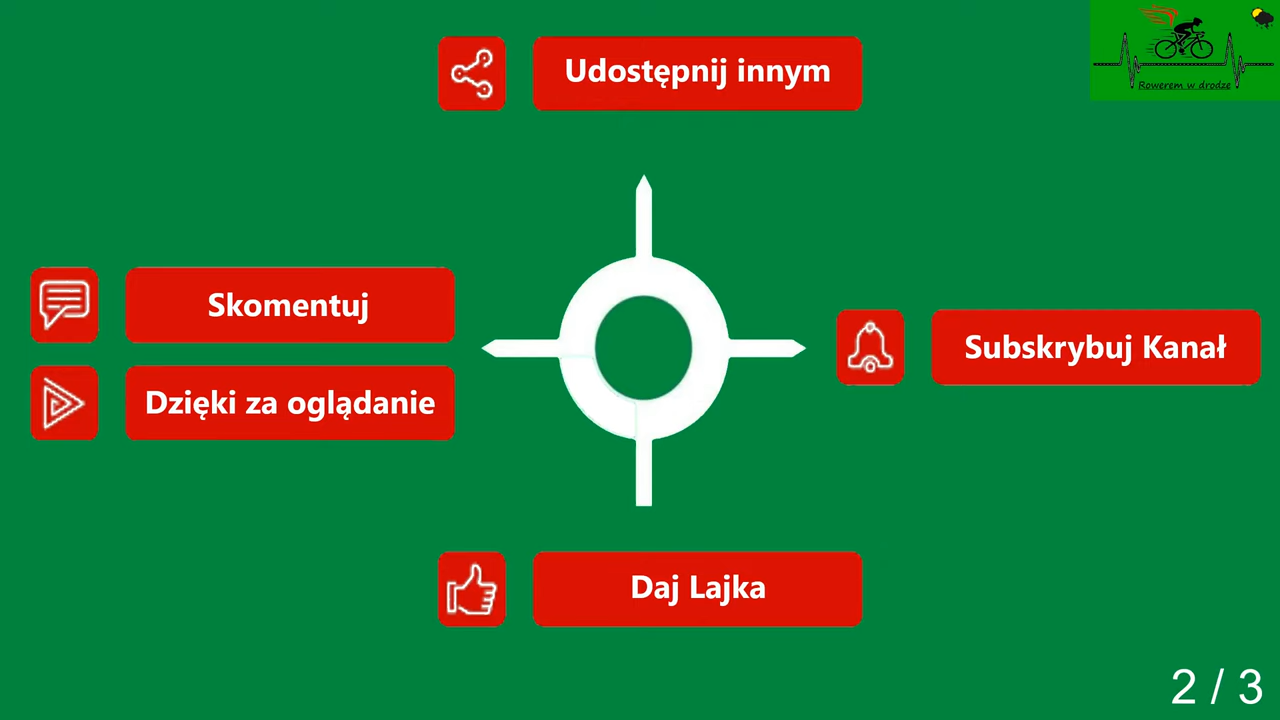 Udostępnij innym
Rowerem w drodze
Skomentuj
Subskrybuj Kanał
Dzięki za oglądanie
Daj Lajka
2 / 3